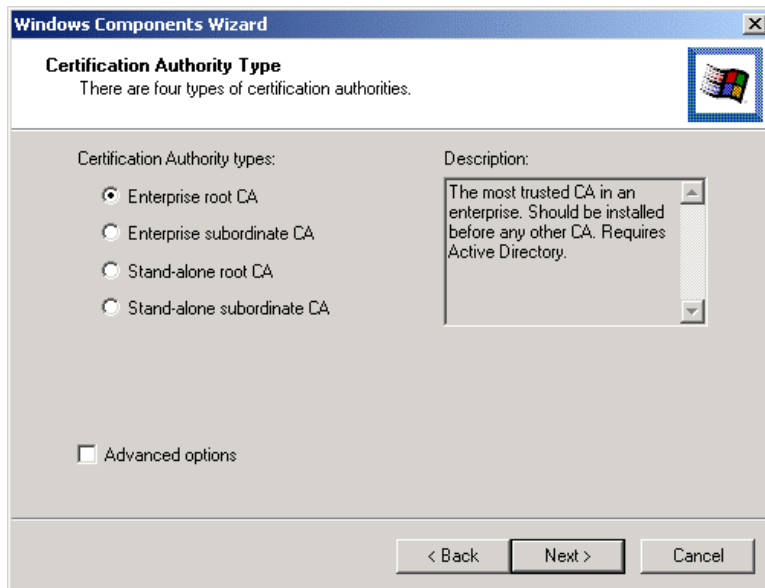 Windows Components Wizard
Certification Authority Type
There are four types of certification authorities.
Certification Authority types:
Enterprise root CA
Enterprise subordinate CA
Stand-alone root CA
Stand-alone subordinate CA
Description:
The most trusted CA in an
enterprise. Should be installed
before any other CA. Requires
Active Directory.
Advanced options
< Back
Next >
Cancel